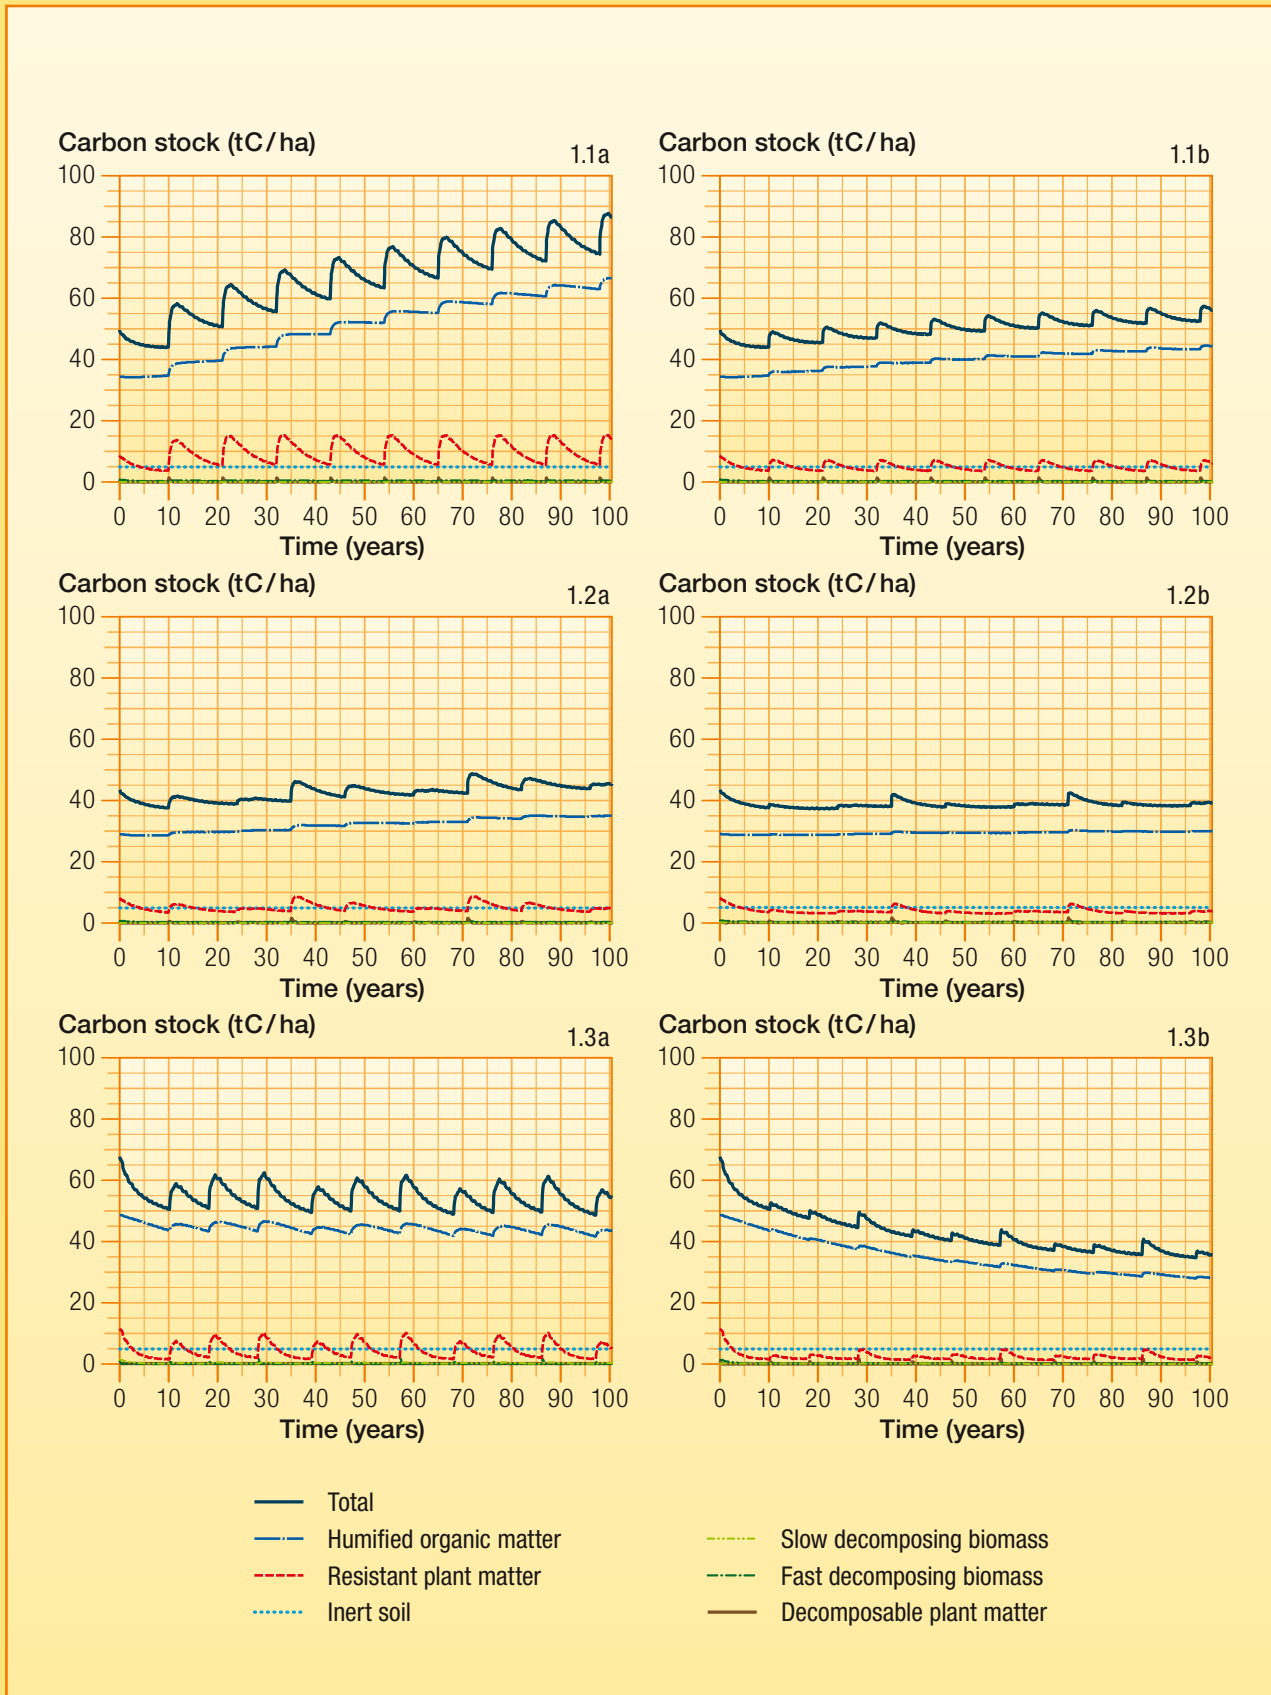 Carbon stock (tC/ha)
1.1a
100
80
60
40
20
0
0 10 20 30 40 50 60 70 80 90 100
Time (years)
Carbon stock (tC/ha)
1.1b
100
80
60
40
20
0
0 10 20 30 40 50 60 70 80 90 100
Time (years)
Carbon stock (tC/ha)
1.2a
100
80
60
40
20
0
0 10 20 30 40 50 60 70 80 90 100
Time (years)
Carbon stock (tC/ha)
1.2b
100
80
60
40
20
0
0 10 20 30 40 50 60 70 80 90 100
Time (years)
Carbon stock (tC/ha)
1.3a
100
80
60
40
20
0
0 10 20 30 40 50 60 70 80 90 100
Time (years)
Carbon stock (tC/ha)
1.3b
100
80
60
40
20
0
0 10 20 30 40 50 60 70 80 90 100
Time (years)
Total
Humified organic matter
Resistant plant matter
Inert soil
Slow decomposing biomass
Fast decomposing biomass
Decomposable plant matter